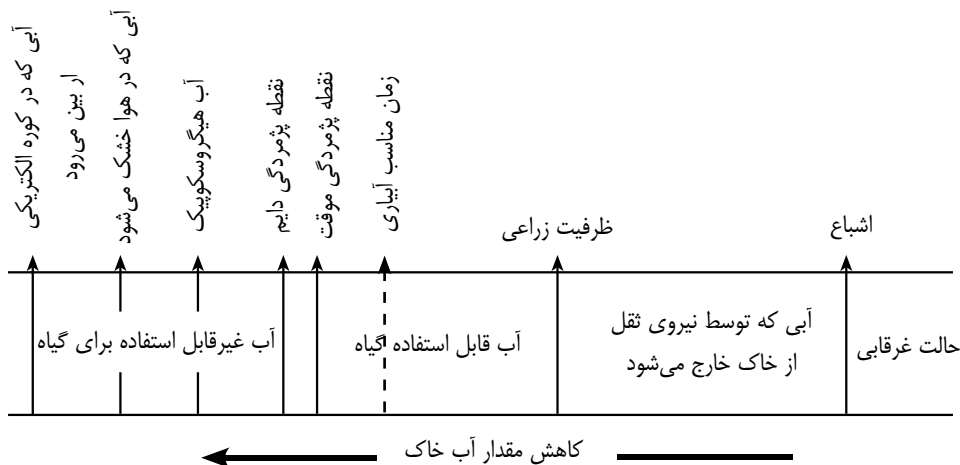 آبی که در کوره الکتریکی
ار بین می‌رود
آبی که در هوا خشک می‌شود
آب هیگروسکوپیک
نقطه پژمردگی دایم
نقطه پژمردگی موقت
زمان مناسب آبیاری
ظرفیت زراعی
اشباع
حالت غرقابی
آبی که توسط نیروی ثقل
از خاک خارج می‌شود
آب قابل استفاده گیاه
آب غیرقابل استفاده برای گیاه
کاهش مقدار آب خاک